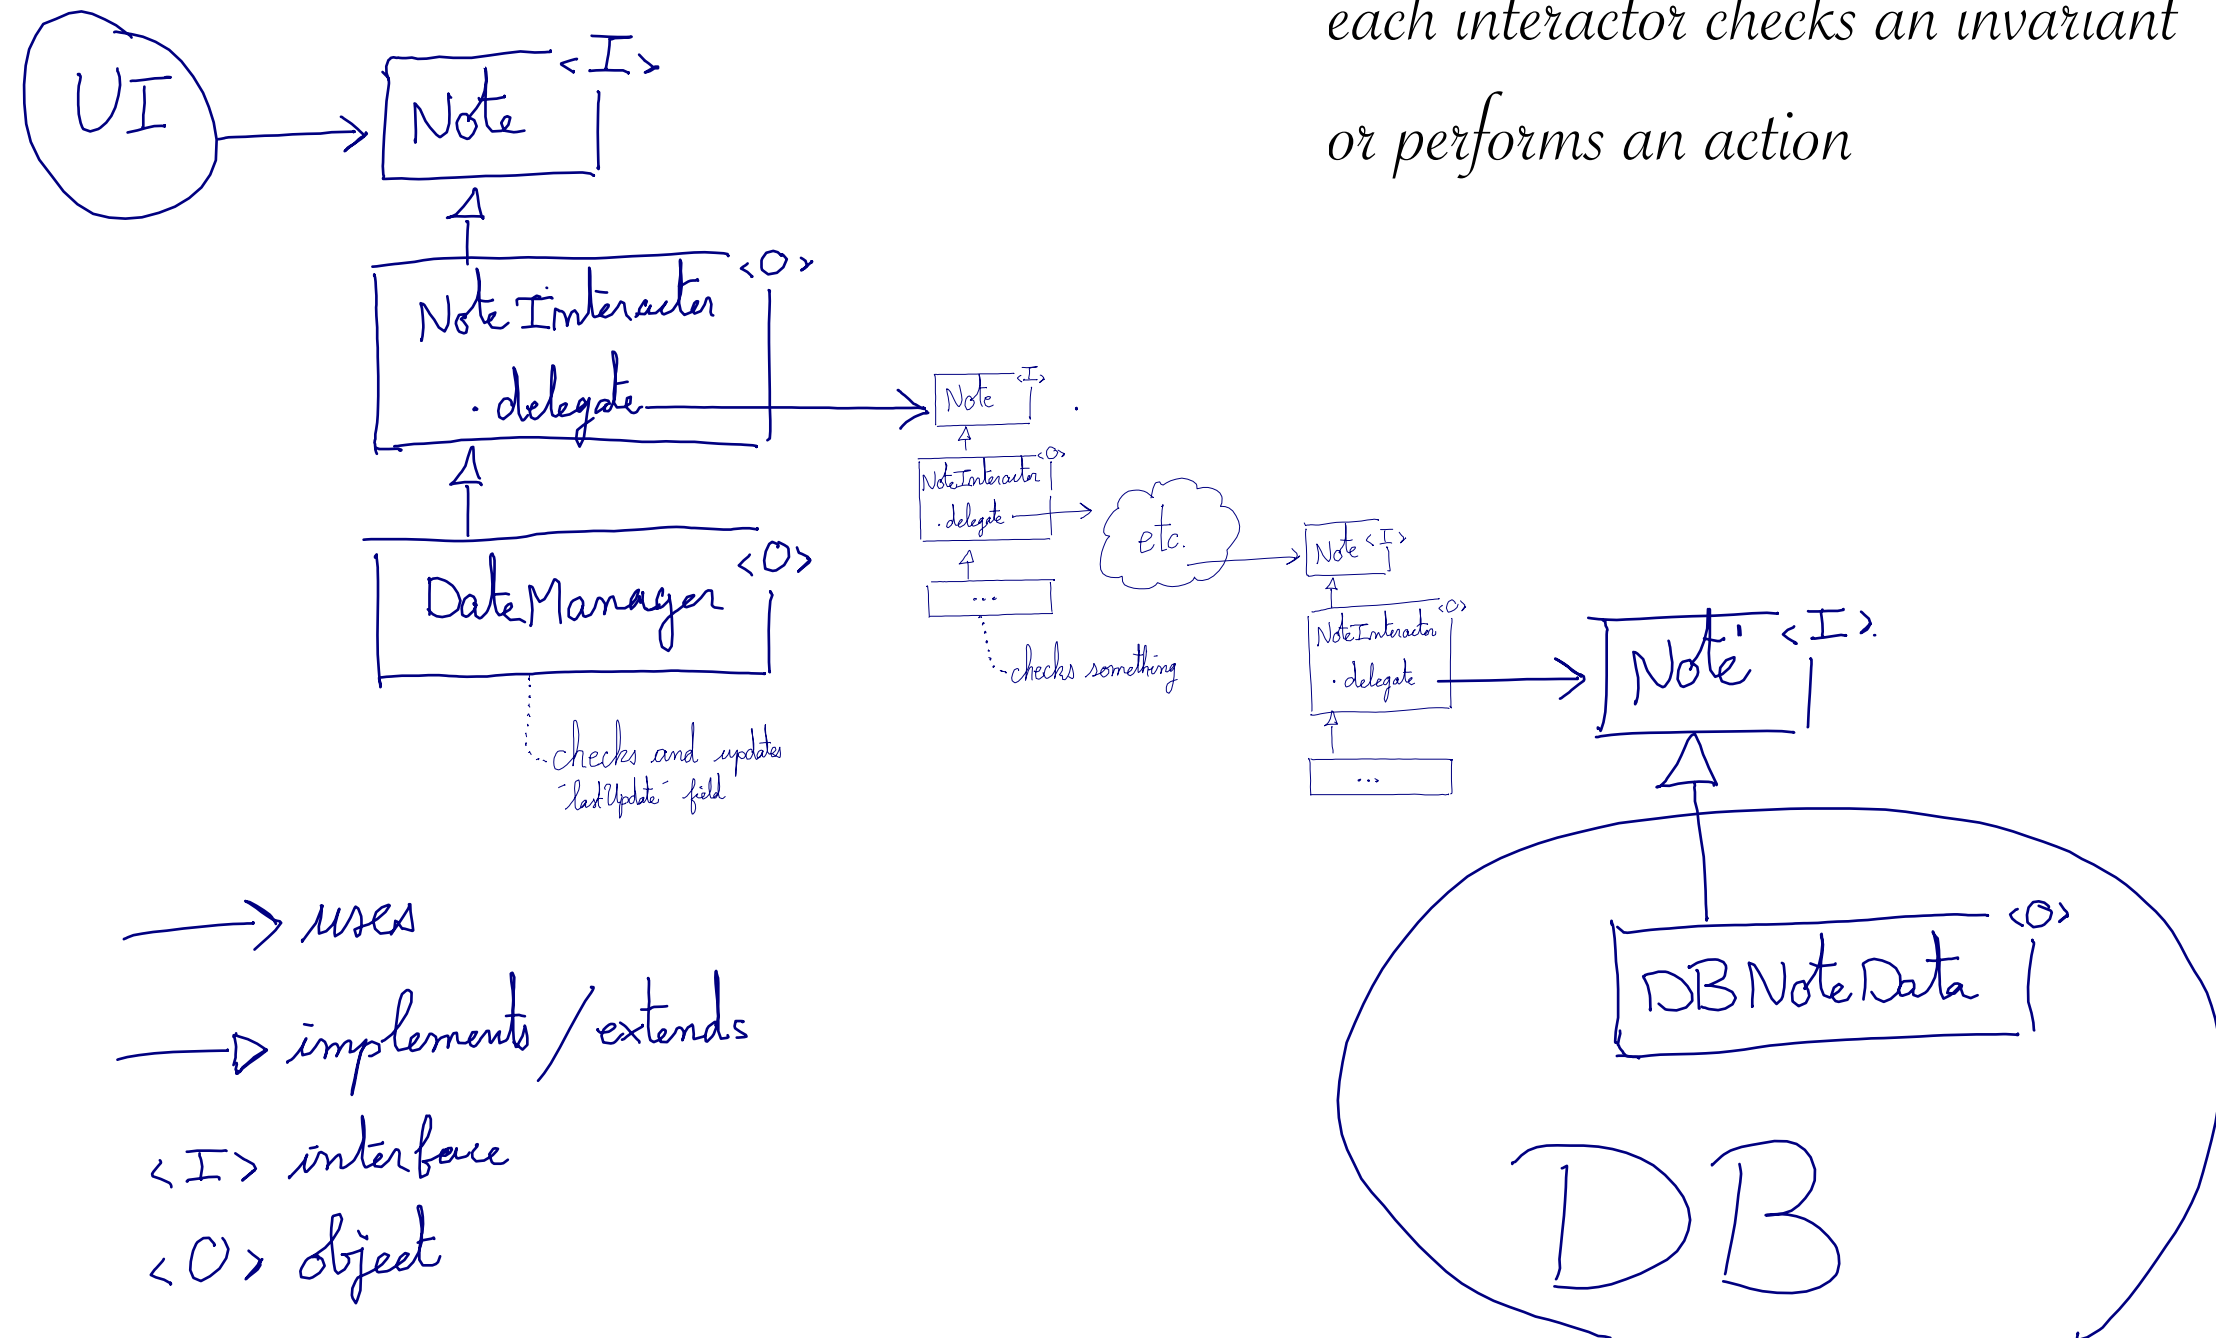 each interactor checks an invariant
or performs an action
UI
Note <I>
NoteInteractor <O>
. delegate
DateManager <O>
checks and updates
"lastUpdate" field
Note <I>
NoteInteractor <O>
. delegate
...
checks something
etc.
Note <I>
NoteInteractor <O>
. delegate
...
Note <I>
DBNoteData <O>
DB
uses
implements / extends
<I> interface
<O> object